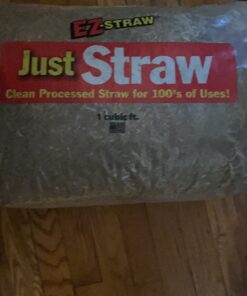 EZ-STRAW
Just Straw
Clean Processed Straw for 100's of Uses!
1 cubic ft.